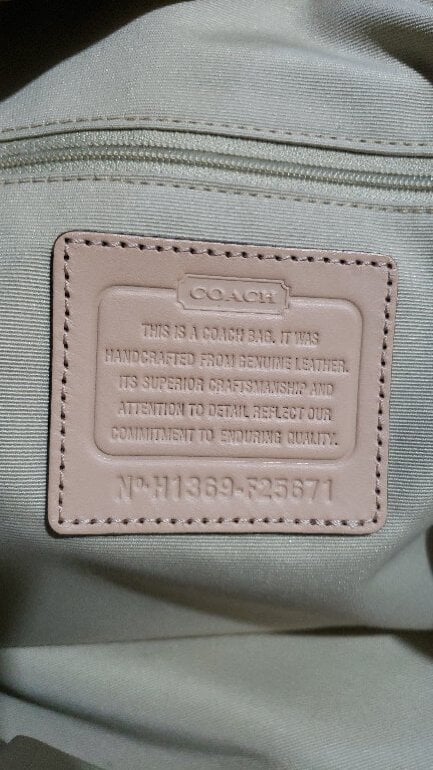 COACH
THIS IS A COACH BAG. IT WAS
HANDCRAFTED FROM GENUINE LEATHER.
ITS SUPERIOR CRAFTSMANSHIP AND
ATTENTION TO DETAIL REFLECT OUR
COMMITMENT TO ENDURING QUALITY.
Nº H1369-F25671